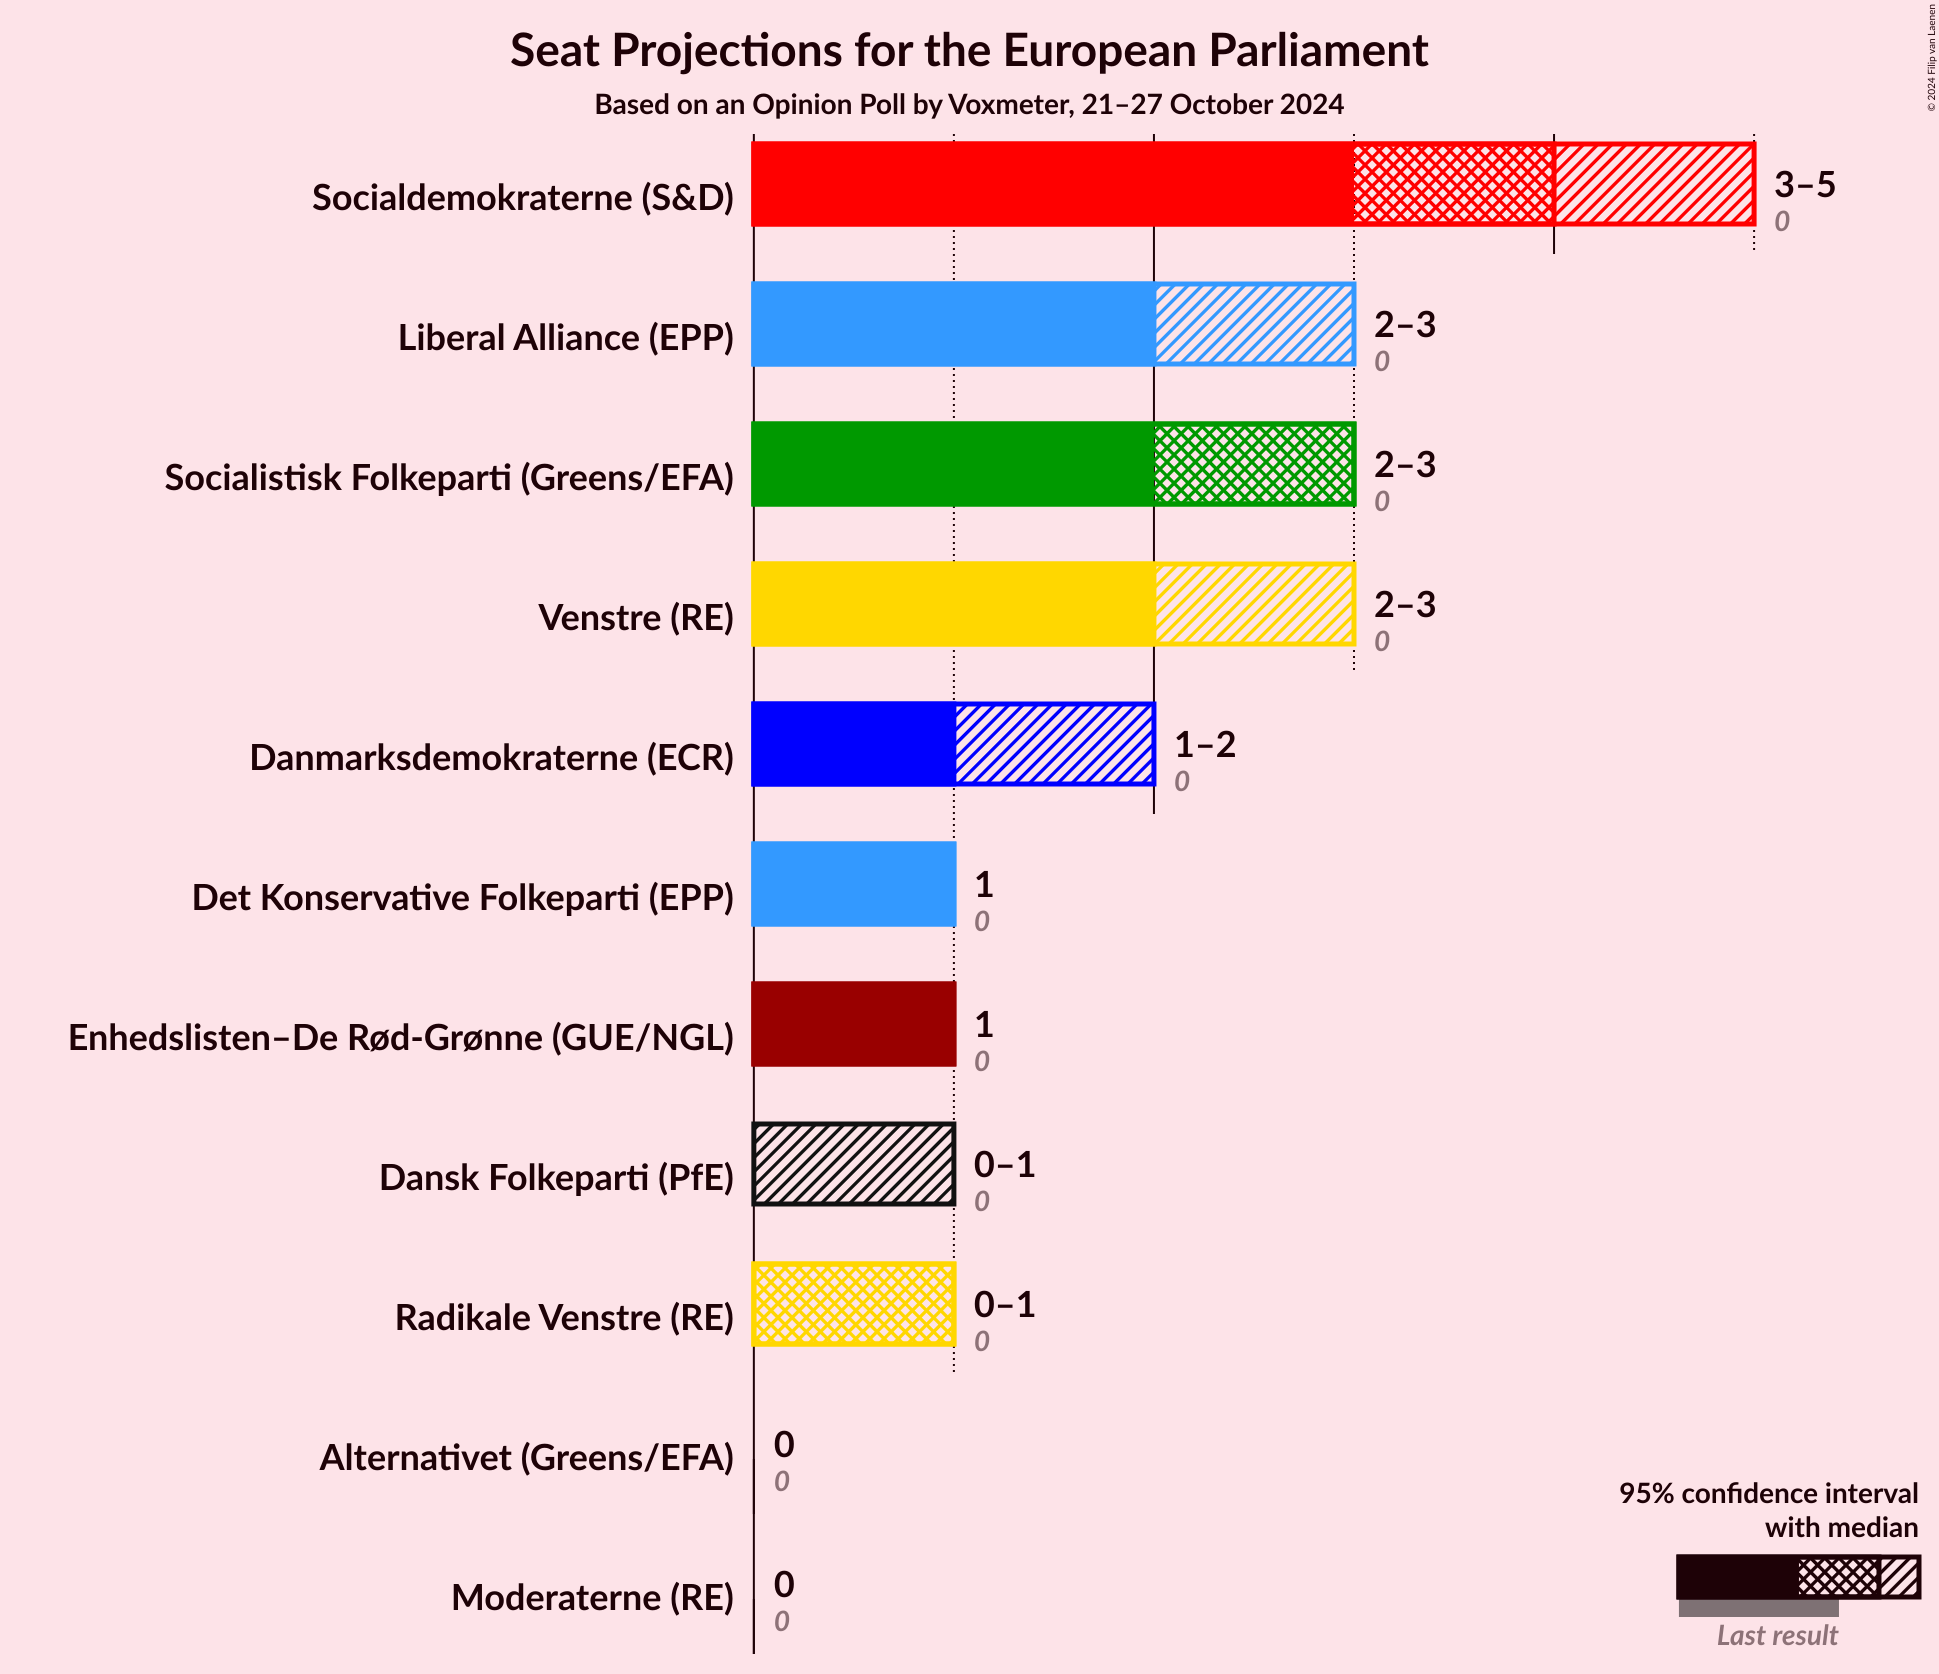 Seat Projections for the European Parliament
Based on an Opinion Poll by Voxmeter, 21–27 October 2024
© 2024 Filip van Laenen
Socialdemokraterne (S&D)
3–5
0
Liberal Alliance (EPP)
2–3
0
Socialistisk Folkeparti (Greens/EFA)
2–3
0
Venstre (RE)
2–3
0
Danmarksdemokraterne (ECR)
1–2
0
Det Konservative Folkeparti (EPP)
1
0
Enhedslisten–De Rød-Grønne (GUE/NGL)
1
0
Dansk Folkeparti (PfE)
0–1
0
Radikale Venstre (RE)
0–1
0
Alternativet (Greens/EFA)
0
0
Moderaterne (RE)
0
0
95% confidence interval
with median
Last result